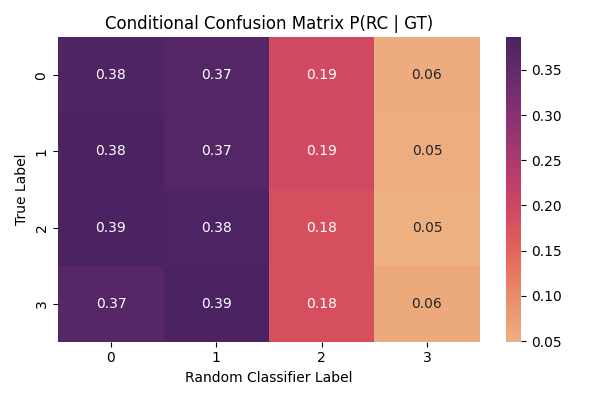 Conditional Confusion Matrix P(RC | GT)
0 0.38 0.37 0.19 0.06
1 0.38 0.37 0.19 0.05
2 0.39 0.38 0.18 0.05
3 0.37 0.39 0.18 0.06
0 1 2 3
Random Classifier Label
True Label
0.35
0.30
0.25
0.20
0.15
0.10
0.05